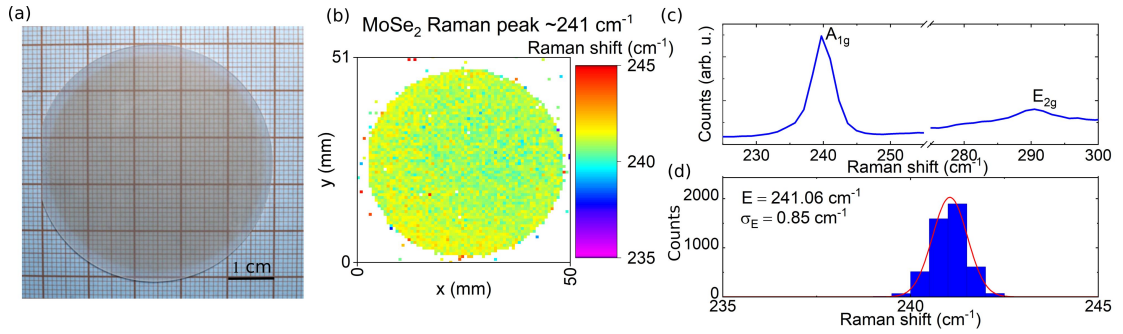 (a)
1 cm
(b)
MoSe₂ Raman peak ~241 cm⁻¹
Raman shift (cm⁻¹)
51
y (mm)
0
0
50
x (mm)
245
240
235
(c)
Counts (arb. u.)
A₁g
E₂g
230
240
250
280
290
300
Raman shift (cm⁻¹)
(d)
E = 241.06 cm⁻¹
σE = 0.85 cm⁻¹
Counts
2000
1000
0
235
240
245
Raman shift (cm⁻¹)